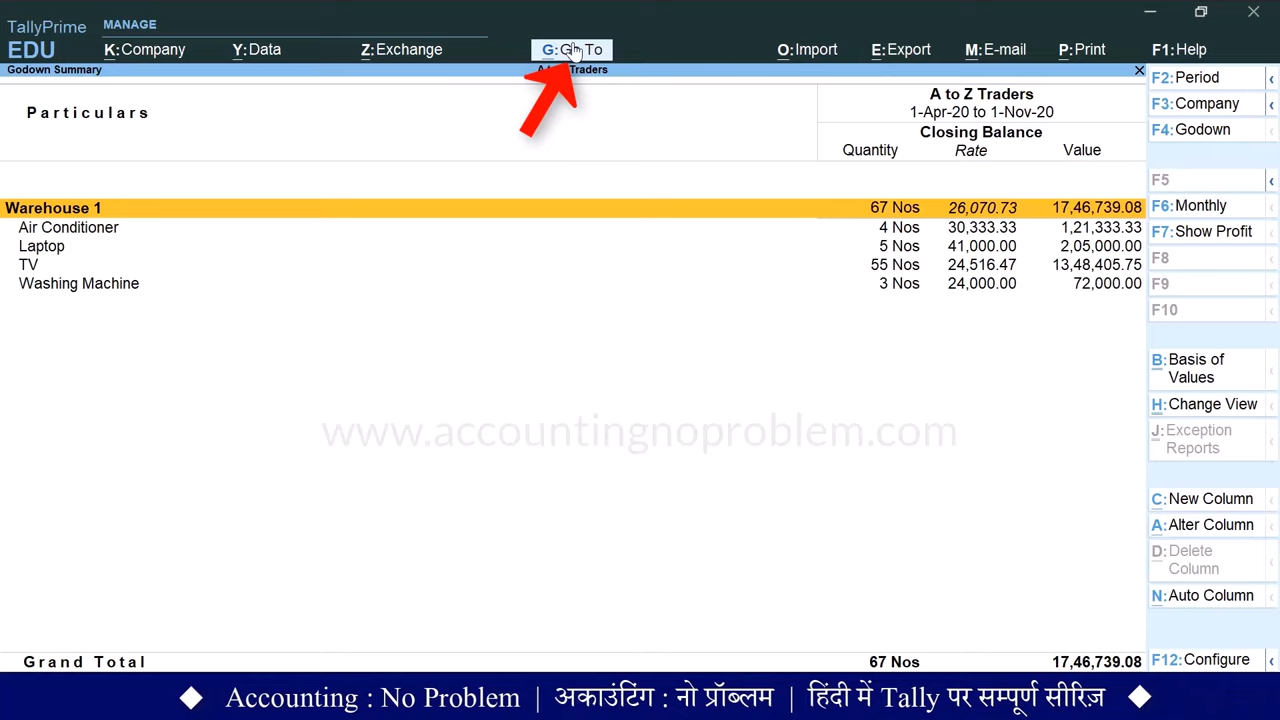 TallyPrime
EDU
MANAGE
K:Company
Y:Data
Z:Exchange
G:Go To
O:Import
E:Export
M:E-mail
P:Print
F1:Help
Godown Summary
A to Z Traders
Particulars
A to Z Traders
1-Apr-20 to 1-Nov-20
Closing Balance
Quantity Rate Value
Warehouse 1 67 Nos 26,070.73 17,46,739.08
Air Conditioner 4 Nos 30,333.33 1,21,333.33
Laptop 5 Nos 41,000.00 2,05,000.00
TV 55 Nos 24,516.47 13,48,405.75
Washing Machine 3 Nos 24,000.00 72,000.00
www.accountingnoproblem.com
Grand Total 67 Nos 17,46,739.08
F2:Period
F3:Company
F4:Godown
F5
F6:Monthly
F7:Show Profit
F8
F9
F10
B:Basis of
Values
H:Change View
J:Exception
Reports
C:New Column
A:Alter Column
D:Delete
Column
N:Auto Column
F12:Configure
Accounting : No Problem | अकाउंटिंग : नो प्रॉब्लम | हिंदी में Tally पर सम्पूर्ण सीरिज़